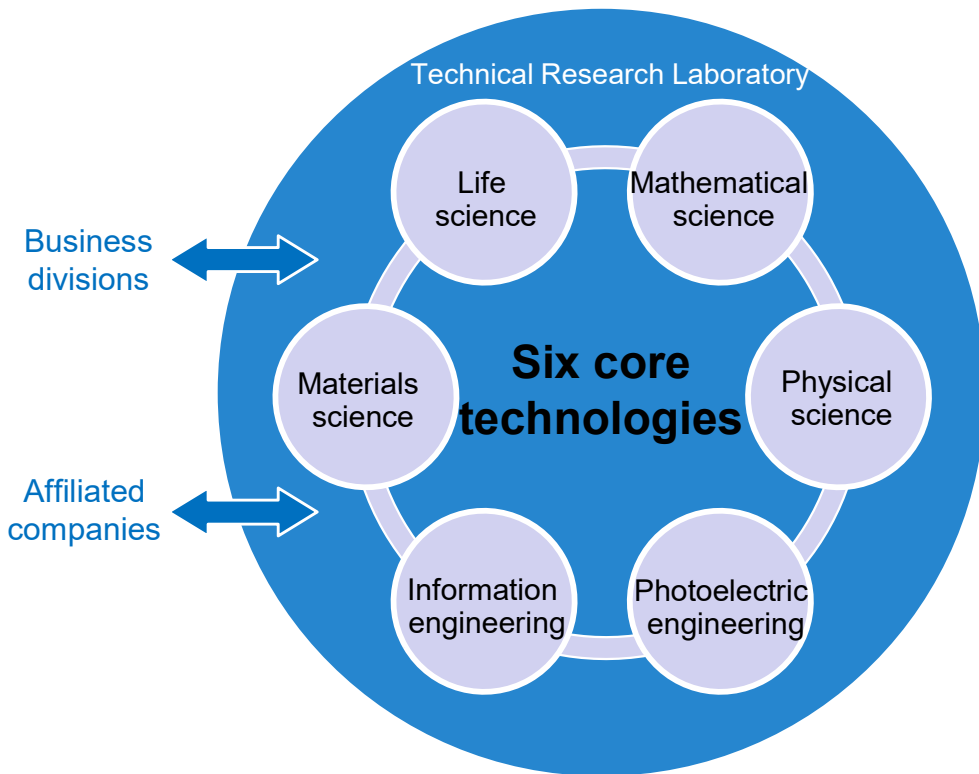 Technical Research Laboratory
Life
science
Mathematical
science
Business
divisions
Materials
science
Six core
technologies
Physical
science
Affiliated
companies
Information
engineering
Photoelectric
engineering